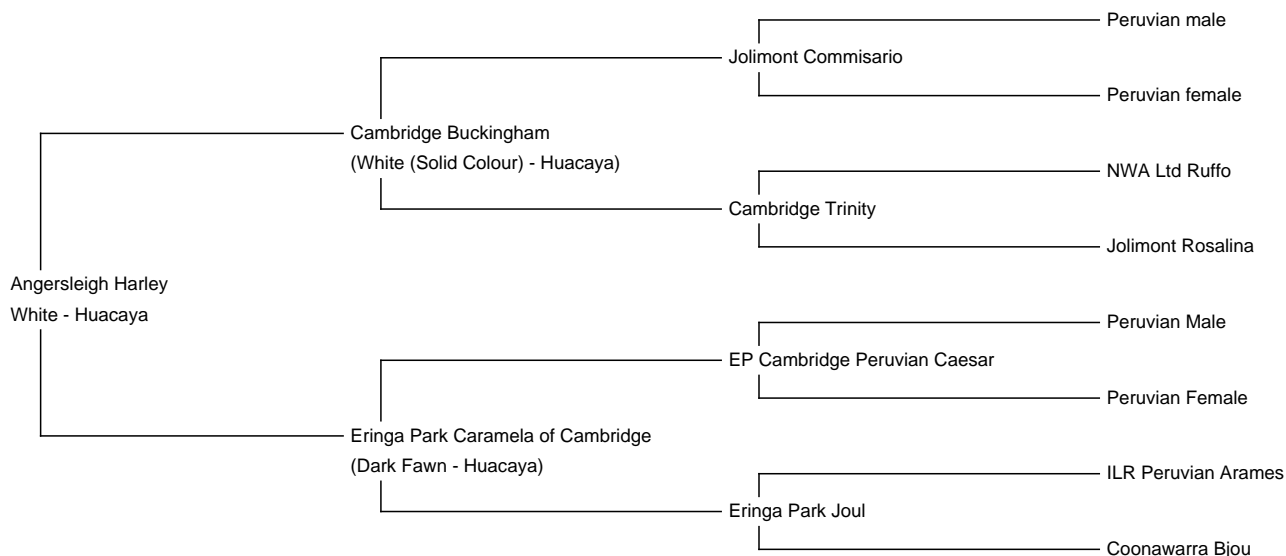 Peruvian male
Jolimont Commisario
Peruvian female
Cambridge Buckingham
(White (Solid Colour) - Huacaya)
NWA Ltd Ruffo
Cambridge Trinity
Jolimont Rosalina
Angersleigh Harley
White - Huacaya
Peruvian Male
EP Cambridge Peruvian Caesar
Peruvian Female
Eringa Park Caramela of Cambridge
(Dark Fawn - Huacaya)
ILR Peruvian Arames
Eringa Park Joul
Coonawarra Bjou